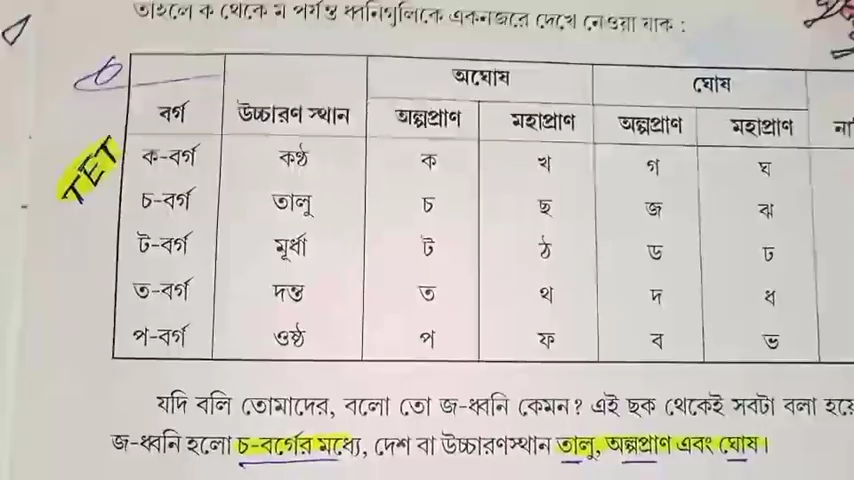 তাহলে ক থেকে ম পর্যন্ত ধ্বনিগুলিকে একনজরে দেখে নেওয়া যাক :
অঘোষ ঘোষ
বর্গ উচ্চারণ স্থান অল্পপ্রাণ মহাপ্রাণ অল্পপ্রাণ মহাপ্রাণ
TET
ক-বর্গ কণ্ঠ ক খ গ ঘ
চ-বর্গ তালু চ ছ জ ঝ
ট-বর্গ মূর্ধা ট ঠ ড ঢ
ত-বর্গ দন্ত ত থ দ ধ
প-বর্গ ওষ্ঠ প ফ ব ভ
যদি বলি তোমাদের, বলো তো জ-ধ্বনি কেমন? এই ছক থেকেই সবটা বলা
জ-ধ্বনি হলো চ-বর্গের মধ্যে, দেশ বা উচ্চারণস্থান তালু, অল্পপ্রাণ এবং ঘোষ।